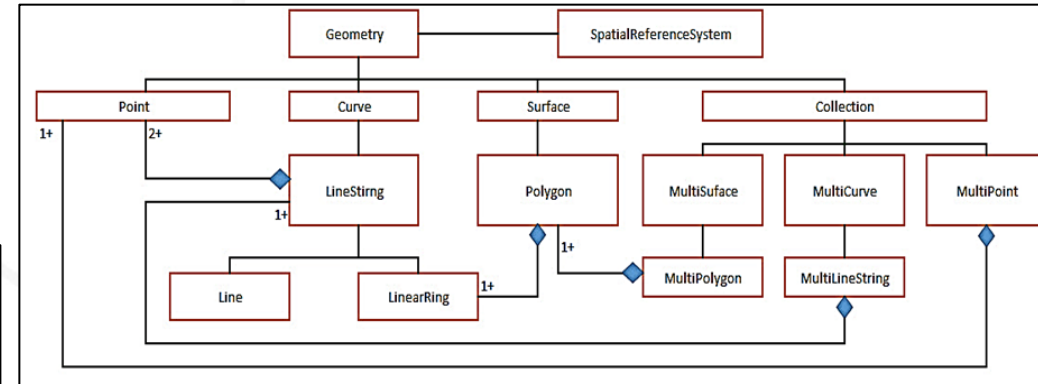 Geometry
SpatialReferenceSystem
Point
Curve
Surface
Collection
1+
2+
LineStirng
Polygon
MultiSuface
MultiCurve
MultiPoint
1+
1+
Line
LinearRing
1+
MultiPolygon
MultiLineString